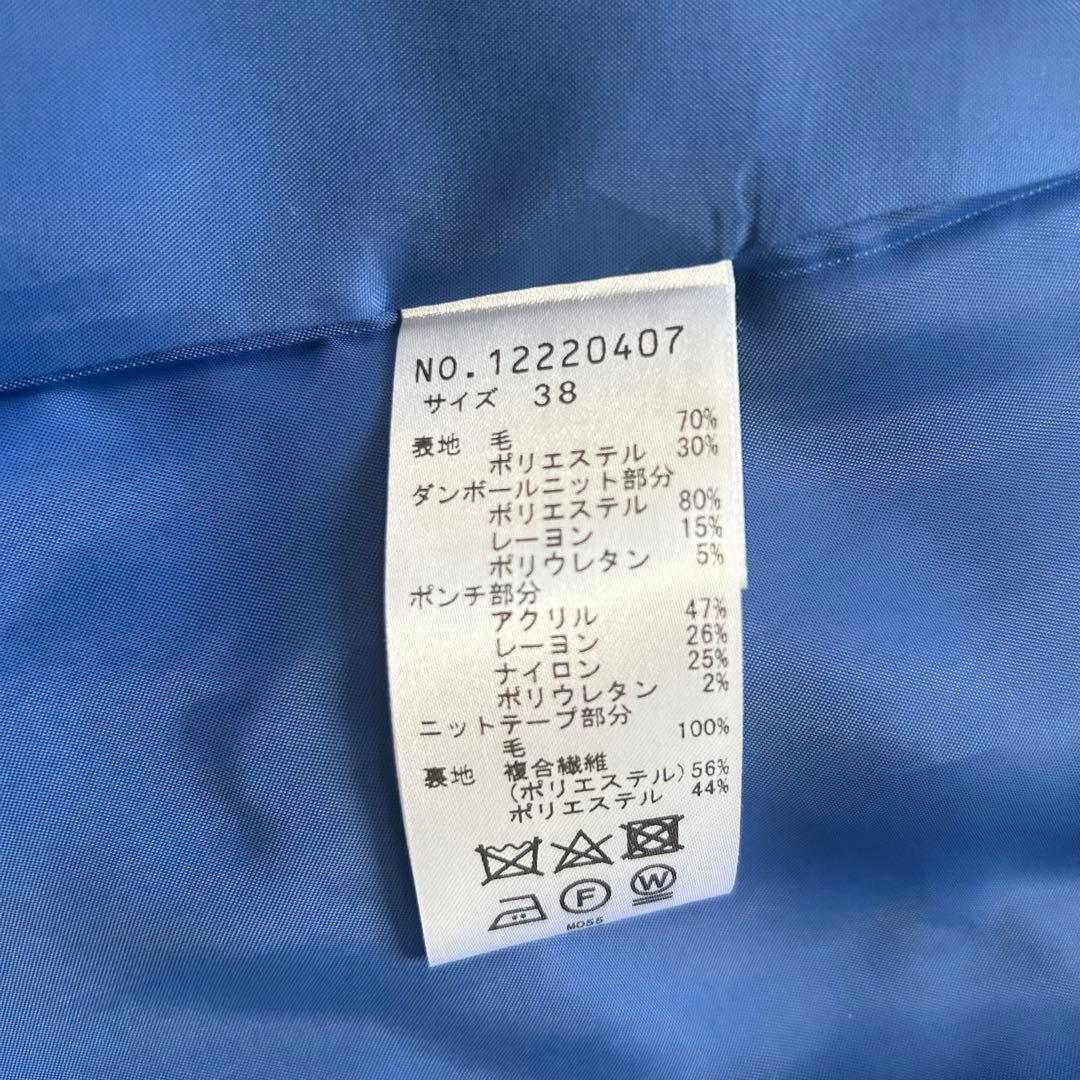 NO.12220407
サイズ 38
表地 毛 70%
ポリエステル 30%
ダンボールニット部分
ポリエステル 80%
レーヨン 15%
ポリウレタン 5%
ポンチ部分
アクリル 47%
レーヨン 26%
ナイロン 25%
ポリウレタン 2%
ニットテープ部分
毛 100%
裏地 複合繊維
(ポリエステル) 56%
ポリエステル 44%
F W
MOSS